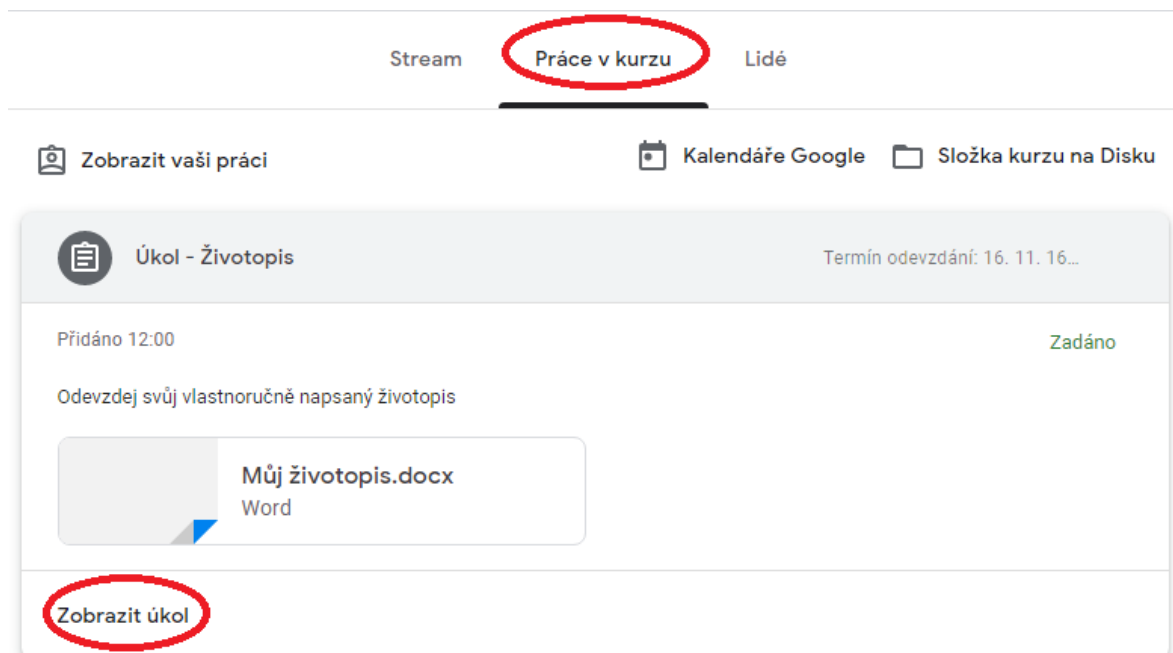 Stream Práce v kurzu Lidé
Zobrazit vaši práci Kalendáře Google Složka kurzu na Disku
Úkol - Životopis Termín odevzdání: 16. 11. 16…
Přidáno 12:00 Zadáno
Odevzdej svůj vlastnoručně napsaný životopis
Můj životopis.docx
Word
Zobrazit úkol